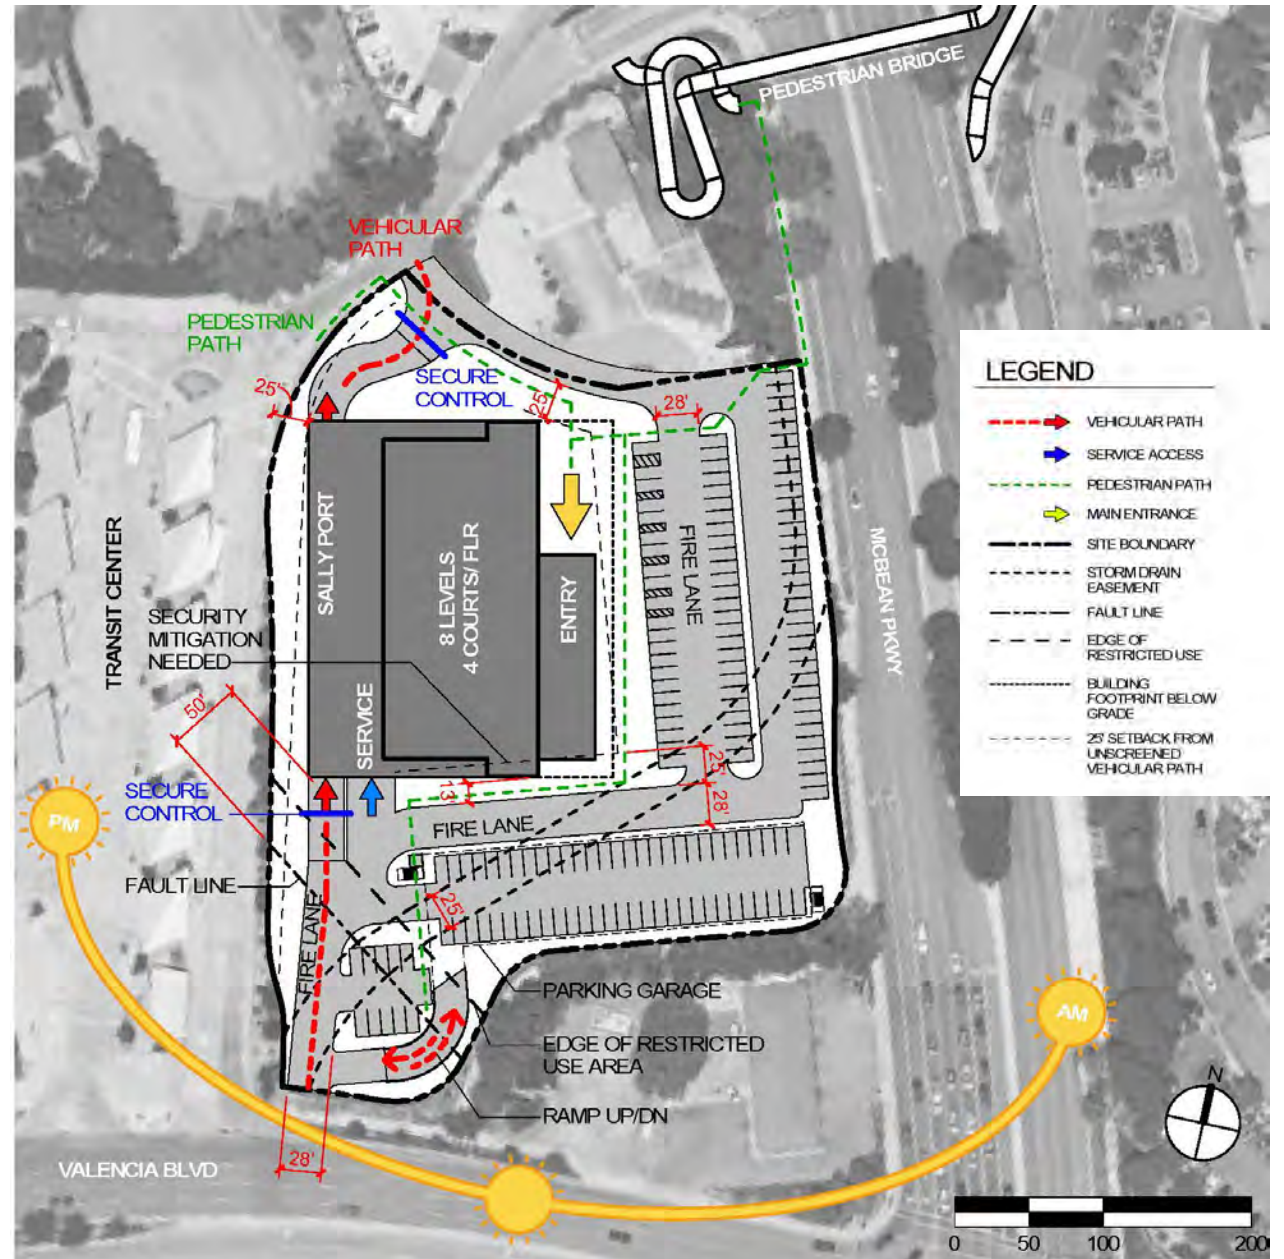 PEDESTRIAN BRIDGE
VEHICULAR
PATH
PEDESTRIAN
PATH
SECURE
CONTROL
25'
25'
28'
LEGEND
VEHICULAR PATH
SERVICE ACCESS
PEDESTRIAN PATH
MAIN ENTRANCE
SITE BOUNDARY
STORM DRAIN
EASEMENT
FAULT LINE
EDGE OF
RESTRICTED USE
BUILDING
FOOTPRINT BELOW
GRADE
25' SETBACK FROM
UNSCREENED
VEHICULAR PATH
TRANSIT CENTER
SALLY PORT
8 LEVELS
4 COURTS/ FLR
ENTRY
SERVICE
FIRE LANE
MCBEAN PKWY
SECURITY
MITIGATION
NEEDED
50'
SECURE
CONTROL
PM
13'
25'
28'
FIRE LANE
FAULT LINE
25'
FIRE LANE
PARKING GARAGE
EDGE OF RESTRICTED
USE AREA
RAMP UP/DN
AM
N
28'
VALENCIA BLVD
0 50 100 200